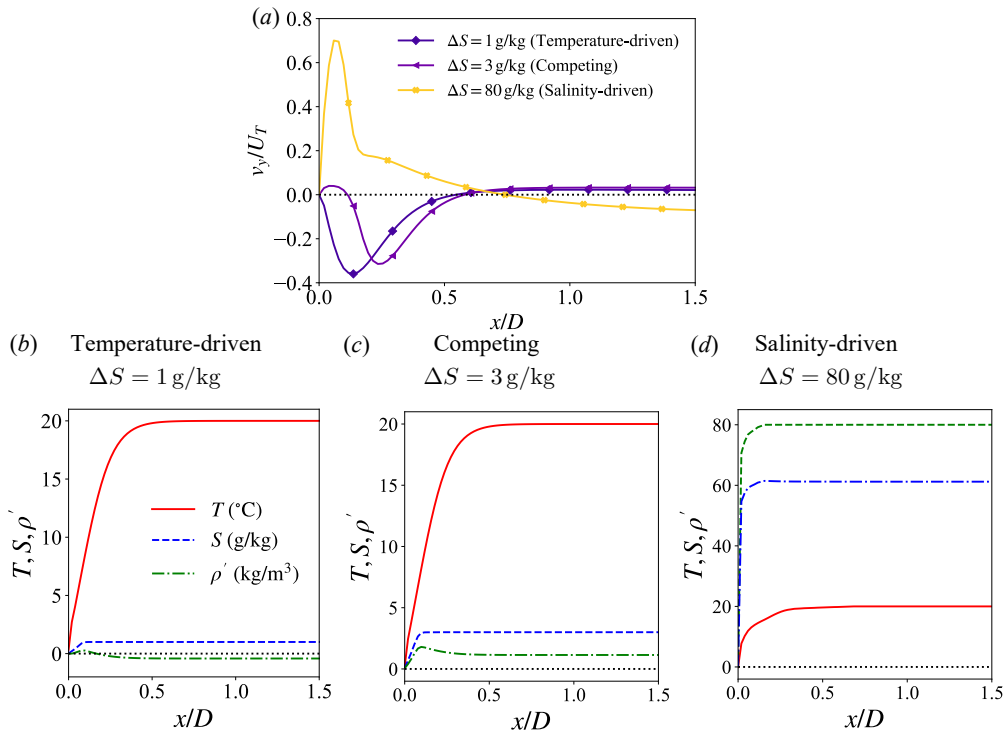 (a)
0.8
0.6
0.4
0.2
0.0
−0.2
−0.4
v_y/U_T
ΔS = 1 g/kg (Temperature-driven)
ΔS = 3 g/kg (Competing)
ΔS = 80 g/kg (Salinity-driven)
0.0 0.5 1.0 1.5
x/D
(b) Temperature-driven
ΔS = 1 g/kg
20
15
10
5
0
T, S, ρ′
T (°C)
S (g/kg)
ρ′ (kg/m³)
0.0 0.5 1.0 1.5
x/D
(c) Competing
ΔS = 3 g/kg
20
15
10
5
0
T, S, ρ′
0.0 0.5 1.0 1.5
x/D
(d) Salinity-driven
ΔS = 80 g/kg
80
60
40
20
0
T, S, ρ′
0.0 0.5 1.0 1.5
x/D